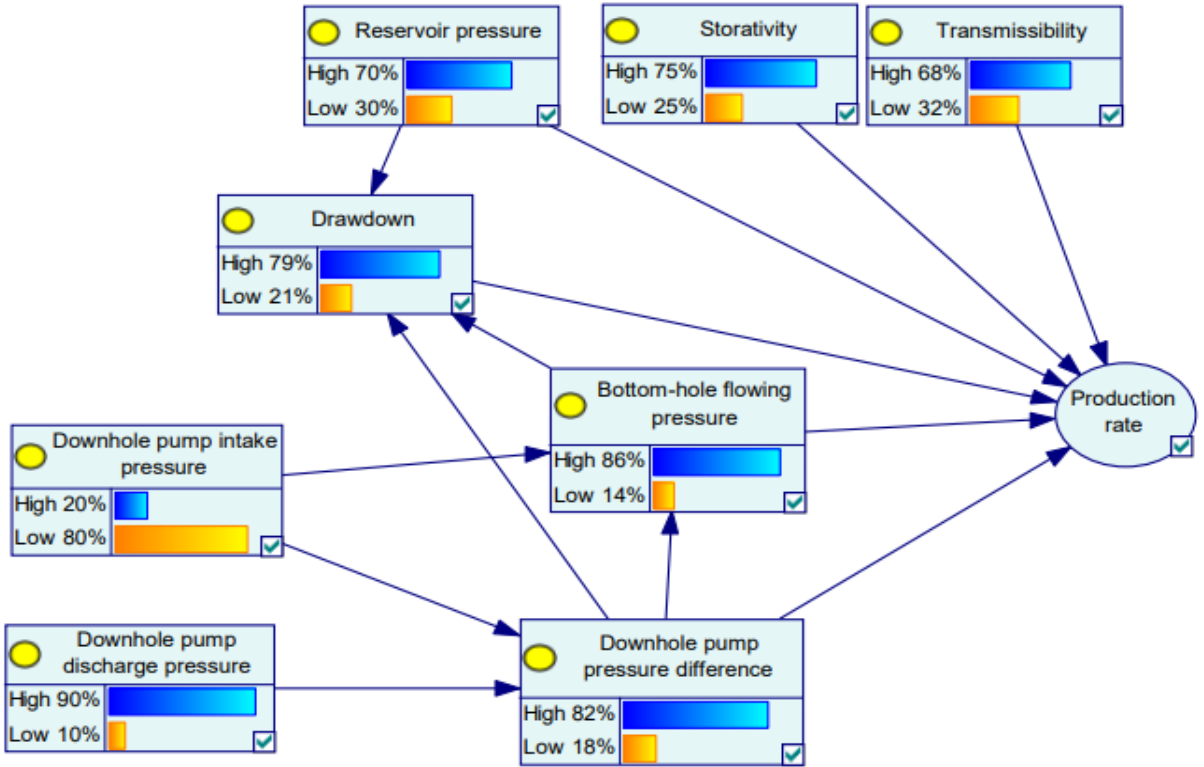 Reservoir pressure
High 70%
Low 30%
Storativity
High 75%
Low 25%
Transmissibility
High 68%
Low 32%
Drawdown
High 79%
Low 21%
Bottom-hole flowing
pressure
High 86%
Low 14%
Production
rate
Downhole pump intake
pressure
High 20%
Low 80%
Downhole pump
discharge pressure
High 90%
Low 10%
Downhole pump
pressure difference
High 82%
Low 18%